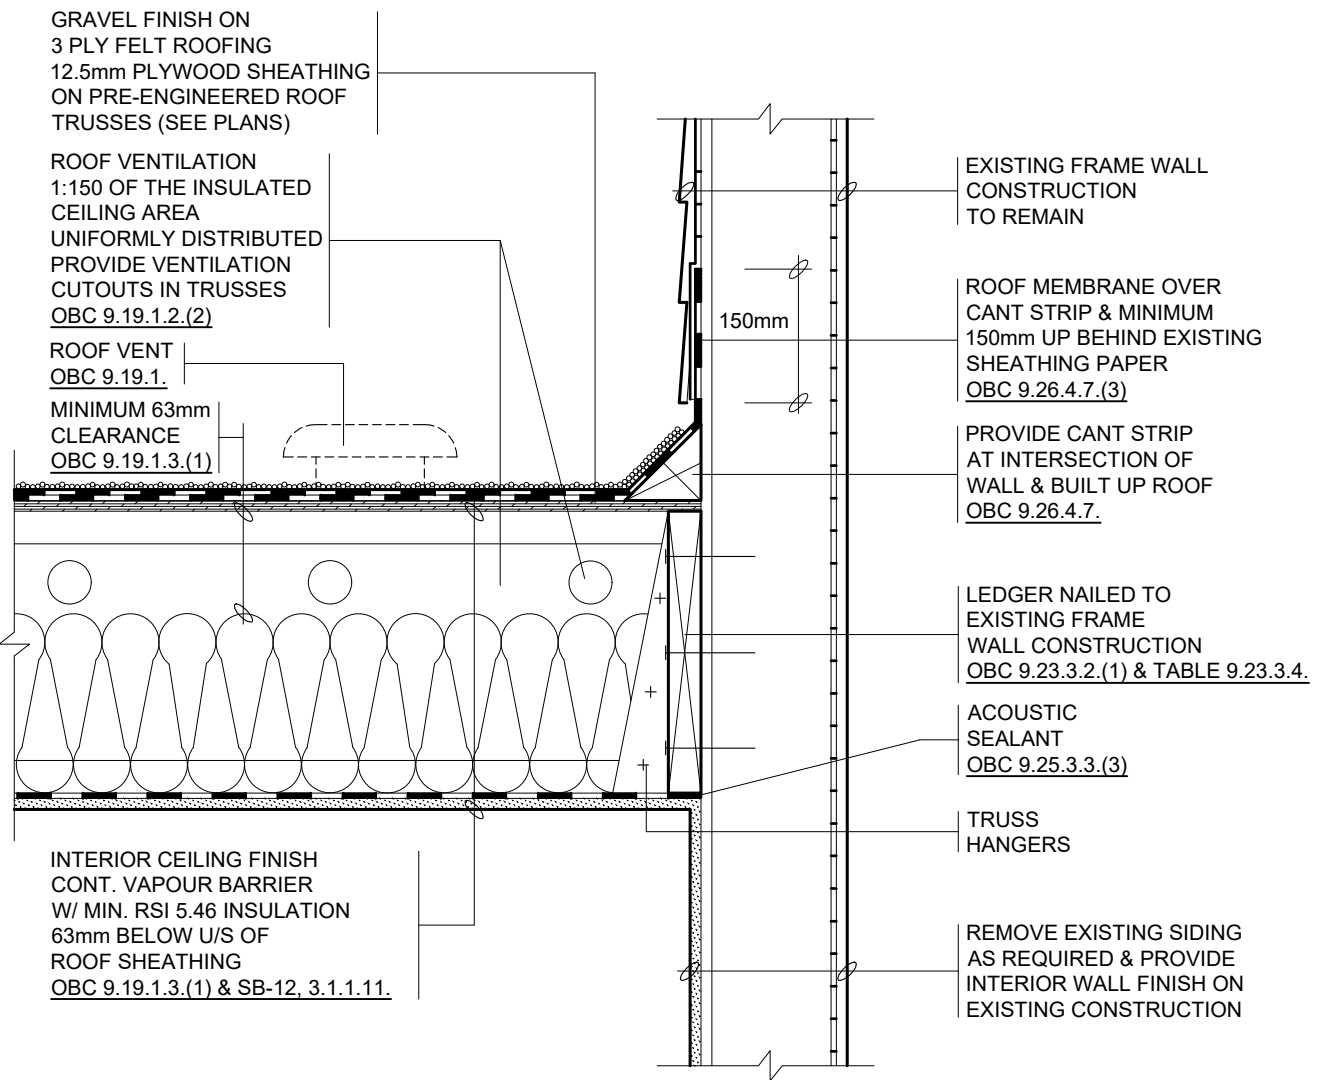 GRAVEL FINISH ON
3 PLY FELT ROOFING
12.5mm PLYWOOD SHEATHING
ON PRE-ENGINEERED ROOF
TRUSSES (SEE PLANS)
ROOF VENTILATION
1:150 OF THE INSULATED
CEILING AREA
UNIFORMLY DISTRIBUTED
PROVIDE VENTILATION
CUTOUTS IN TRUSSES
OBC 9.19.1.2.(2)
ROOF VENT
OBC 9.19.1.
MINIMUM 63mm
CLEARANCE
OBC 9.19.1.3.(1)
INTERIOR CEILING FINISH
CONT. VAPOUR BARRIER
W/ MIN. RSI 5.46 INSULATION
63mm BELOW U/S OF
ROOF SHEATHING
OBC 9.19.1.3.(1) & SB-12, 3.1.1.11.
150mm
EXISTING FRAME WALL
CONSTRUCTION
TO REMAIN
ROOF MEMBRANE OVER
CANT STRIP & MINIMUM
150mm UP BEHIND EXISTING
SHEATHING PAPER
OBC 9.26.4.7.(3)
PROVIDE CANT STRIP
AT INTERSECTION OF
WALL & BUILT UP ROOF
OBC 9.26.4.7.
LEDGER NAILED TO
EXISTING FRAME
WALL CONSTRUCTION
OBC 9.23.3.2.(1) & TABLE 9.23.3.4.
ACOUSTIC
SEALANT
OBC 9.25.3.3.(3)
TRUSS
HANGERS
REMOVE EXISTING SIDING
AS REQUIRED & PROVIDE
INTERIOR WALL FINISH ON
EXISTING CONSTRUCTION